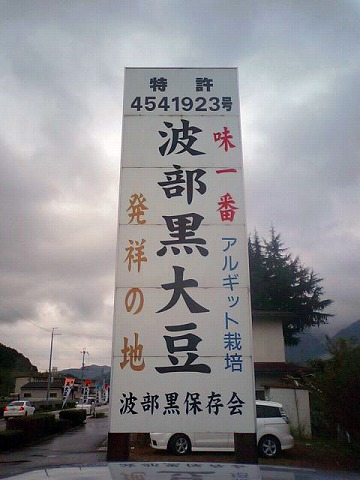 特許
4541923号
味一番
波部黒大豆
アルギット栽培
発祥の地
波部黒保存会